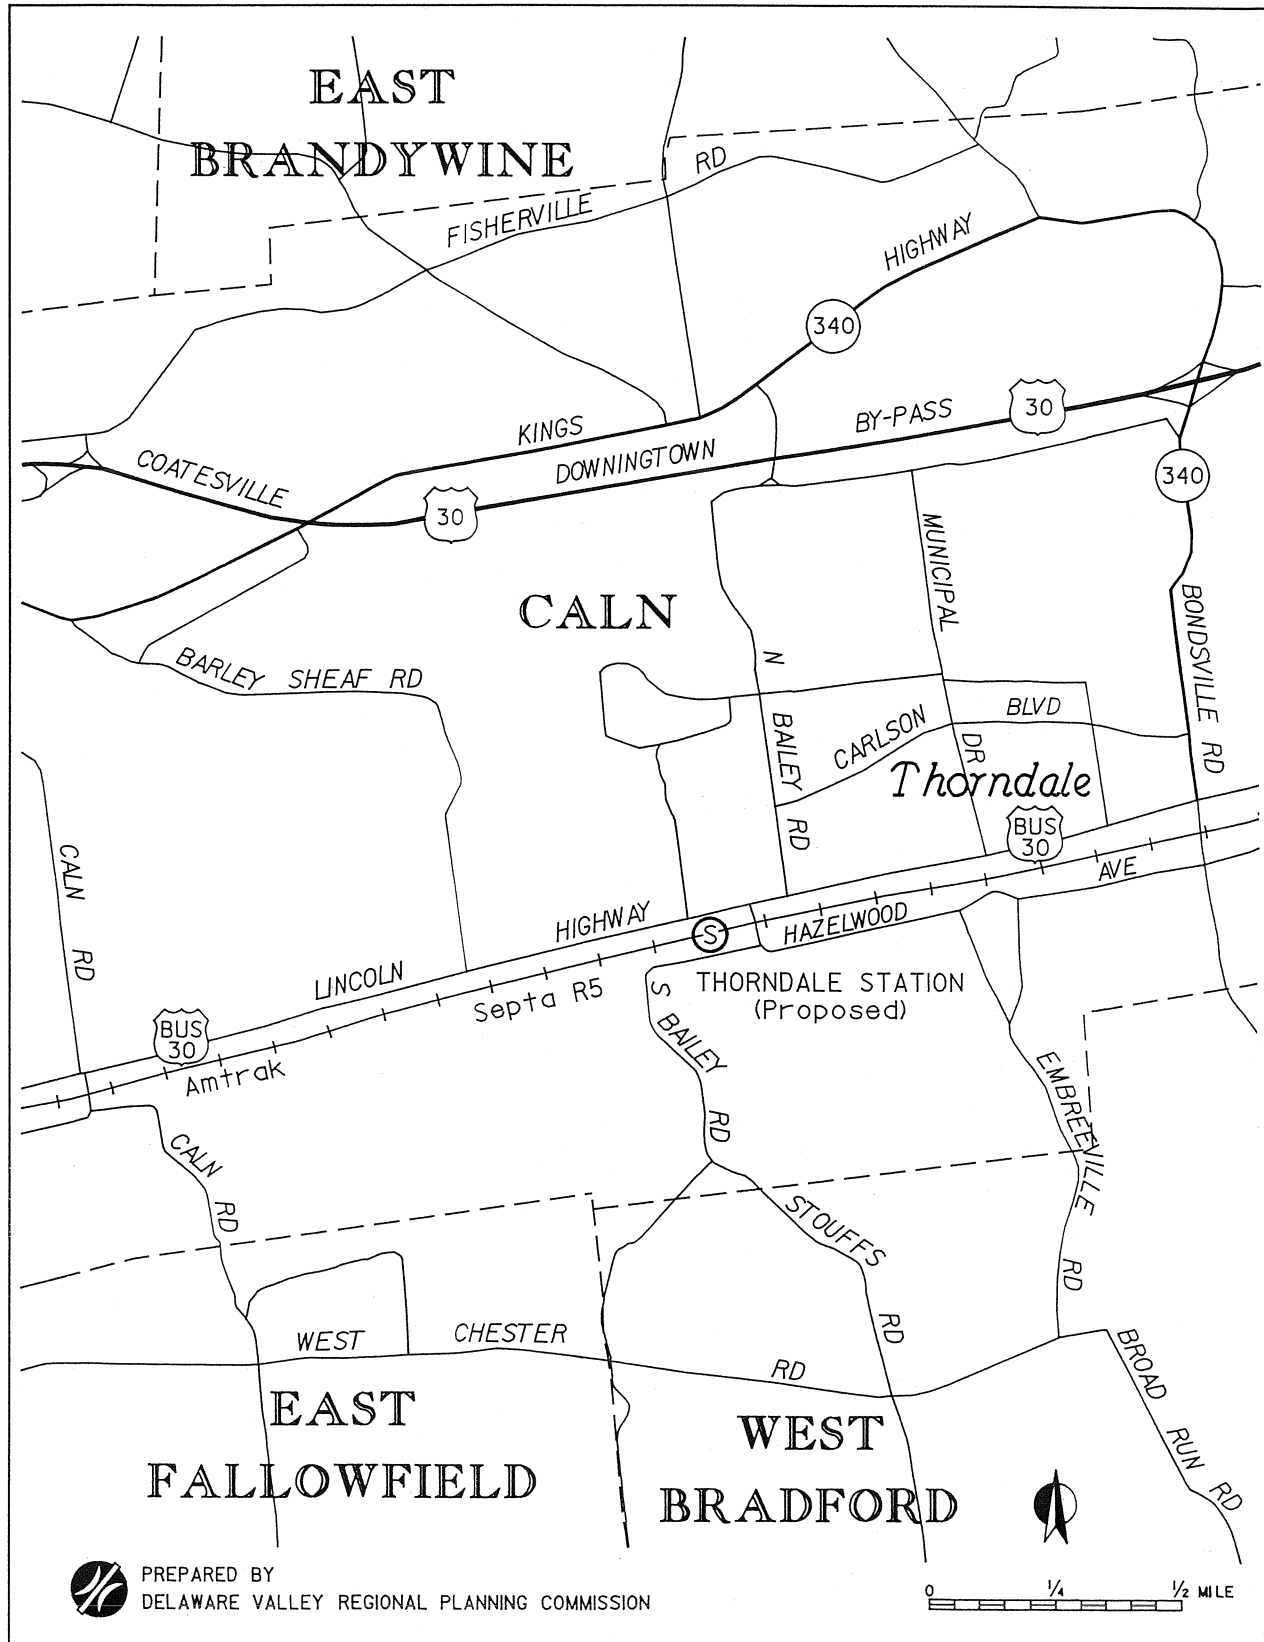 EAST
BRANDYWINE
FISHERVILLE RD
HIGHWAY
340
30
BY-PASS
KINGS
DOWNINGTOWN
COATESVILLE
30
340
MUNICIPAL
CALN
BONDSVILLE RD
N
BARLEY SHEAF RD
BLVD
CARLSON
BAILEY
DR
Thorndale
RD
BUS
30
CALN
RD
AVE
HIGHWAY
HAZELWOOD
S
LINCOLN
THORNDALE STATION
(Proposed)
Septa R5
S
BAILEY
RD
BUS
30
Amtrak
EMBREEVILLE
RD
CALN
RD
STOUFFS
RD
WEST CHESTER
RD
BROAD RUN RD
EAST
FALLOWFIELD
WEST
BRADFORD
PREPARED BY
DELAWARE VALLEY REGIONAL PLANNING COMMISSION
0 1/4 1/2 MILE